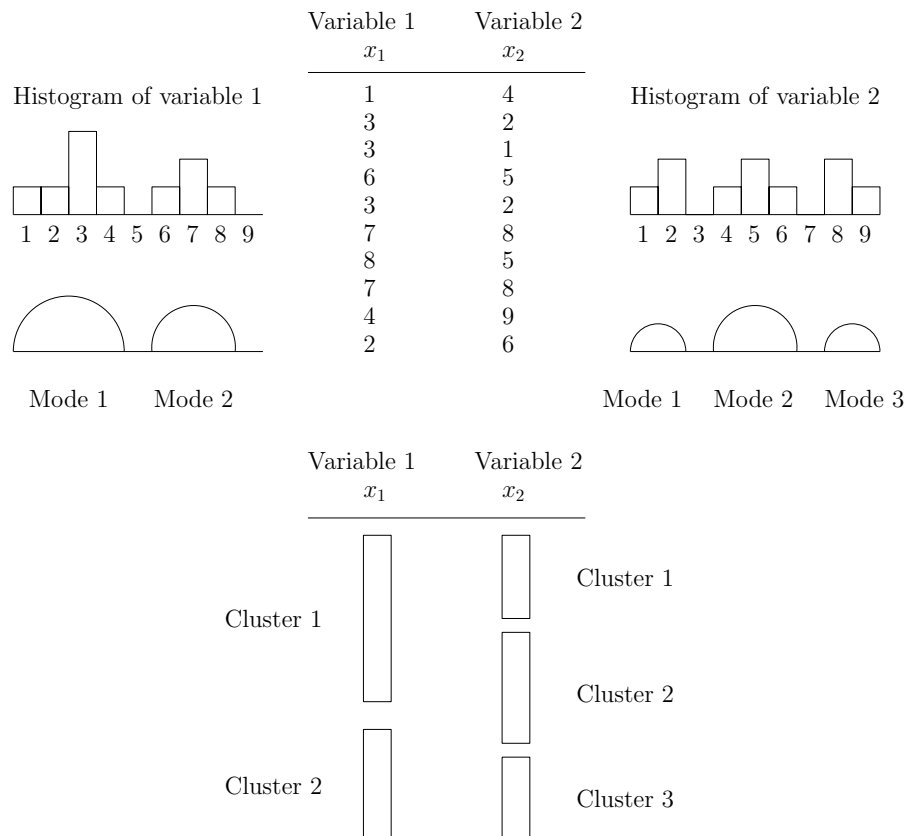 Variable 1 Variable 2
x₁ x₂
Histogram of variable 1
1 2 3 4 5 6 7 8 9
Mode 1 Mode 2
1 4
3 2
3 1
6 5
3 2
7 8
8 5
7 8
4 9
2 6
Histogram of variable 2
1 2 3 4 5 6 7 8 9
Mode 1 Mode 2 Mode 3
Variable 1 Variable 2
x₁ x₂
Cluster 1
Cluster 1
Cluster 2
Cluster 2
Cluster 3